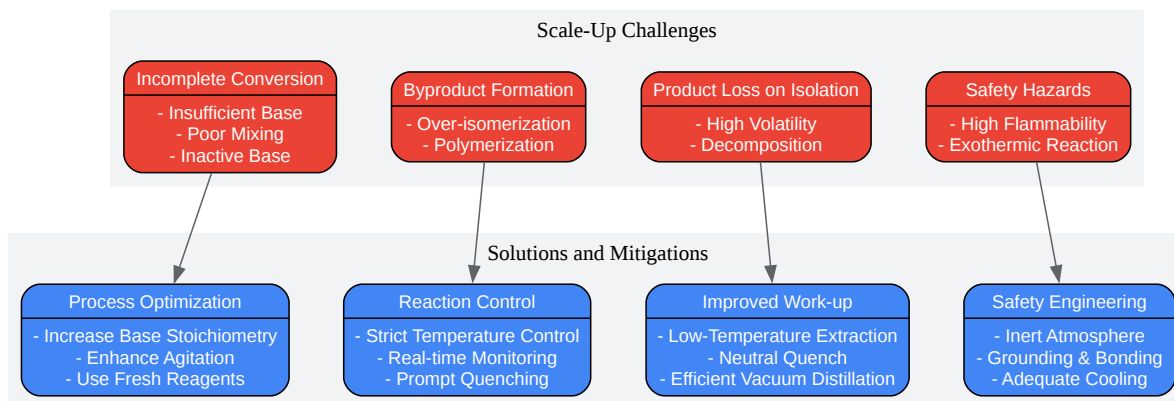 Scale-Up Challenges
Incomplete Conversion
- Insufficient Base
- Poor Mixing
- Inactive Base
Byproduct Formation
- Over-isomerization
- Polymerization
Product Loss on Isolation
- High Volatility
- Decomposition
Safety Hazards
- High Flammability
- Exothermic Reaction
Solutions and Mitigations
Process Optimization
- Increase Base Stoichiometry
- Enhance Agitation
- Use Fresh Reagents
Reaction Control
- Strict Temperature Control
- Real-time Monitoring
- Prompt Quenching
Improved Work-up
- Low-Temperature Extraction
- Neutral Quench
- Efficient Vacuum Distillation
Safety Engineering
- Inert Atmosphere
- Grounding & Bonding
- Adequate Cooling